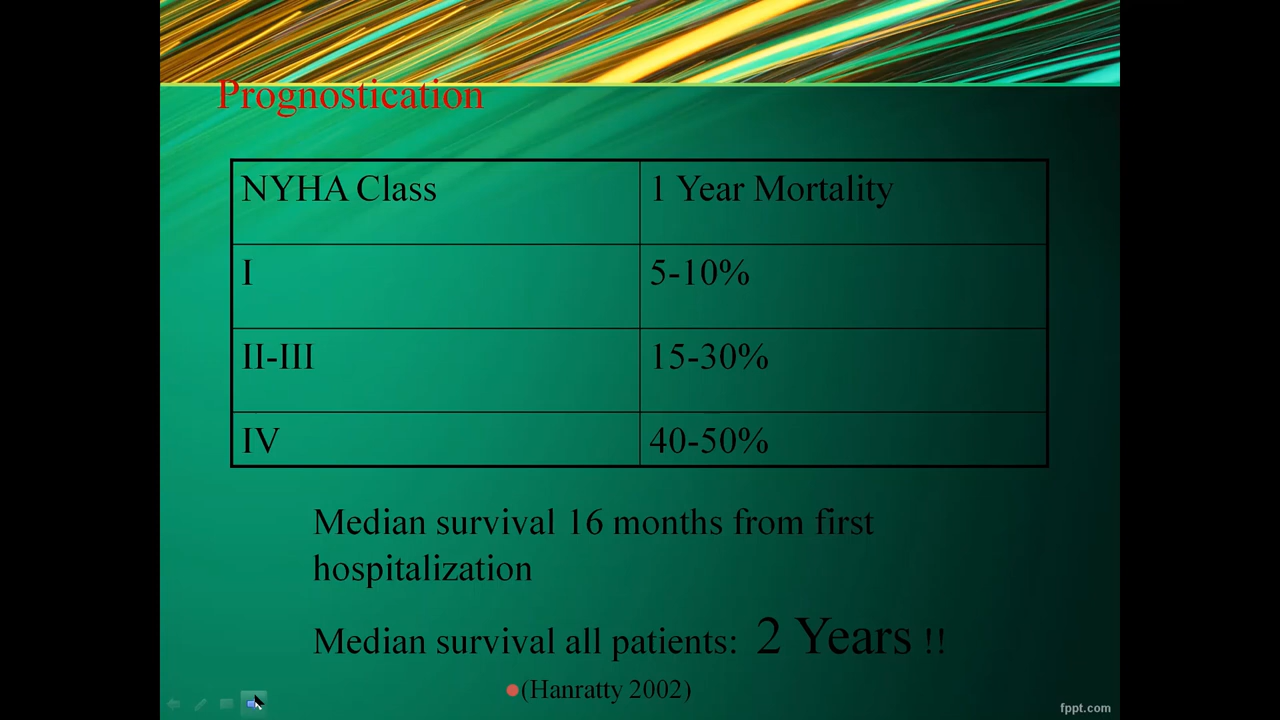 Prognostication
NYHA Class 1 Year Mortality
I 5-10%
II-III 15-30%
IV 40-50%
Median survival 16 months from first
hospitalization
Median survival all patients: 2 Years !!
(Hanratty 2002)
fppt.com